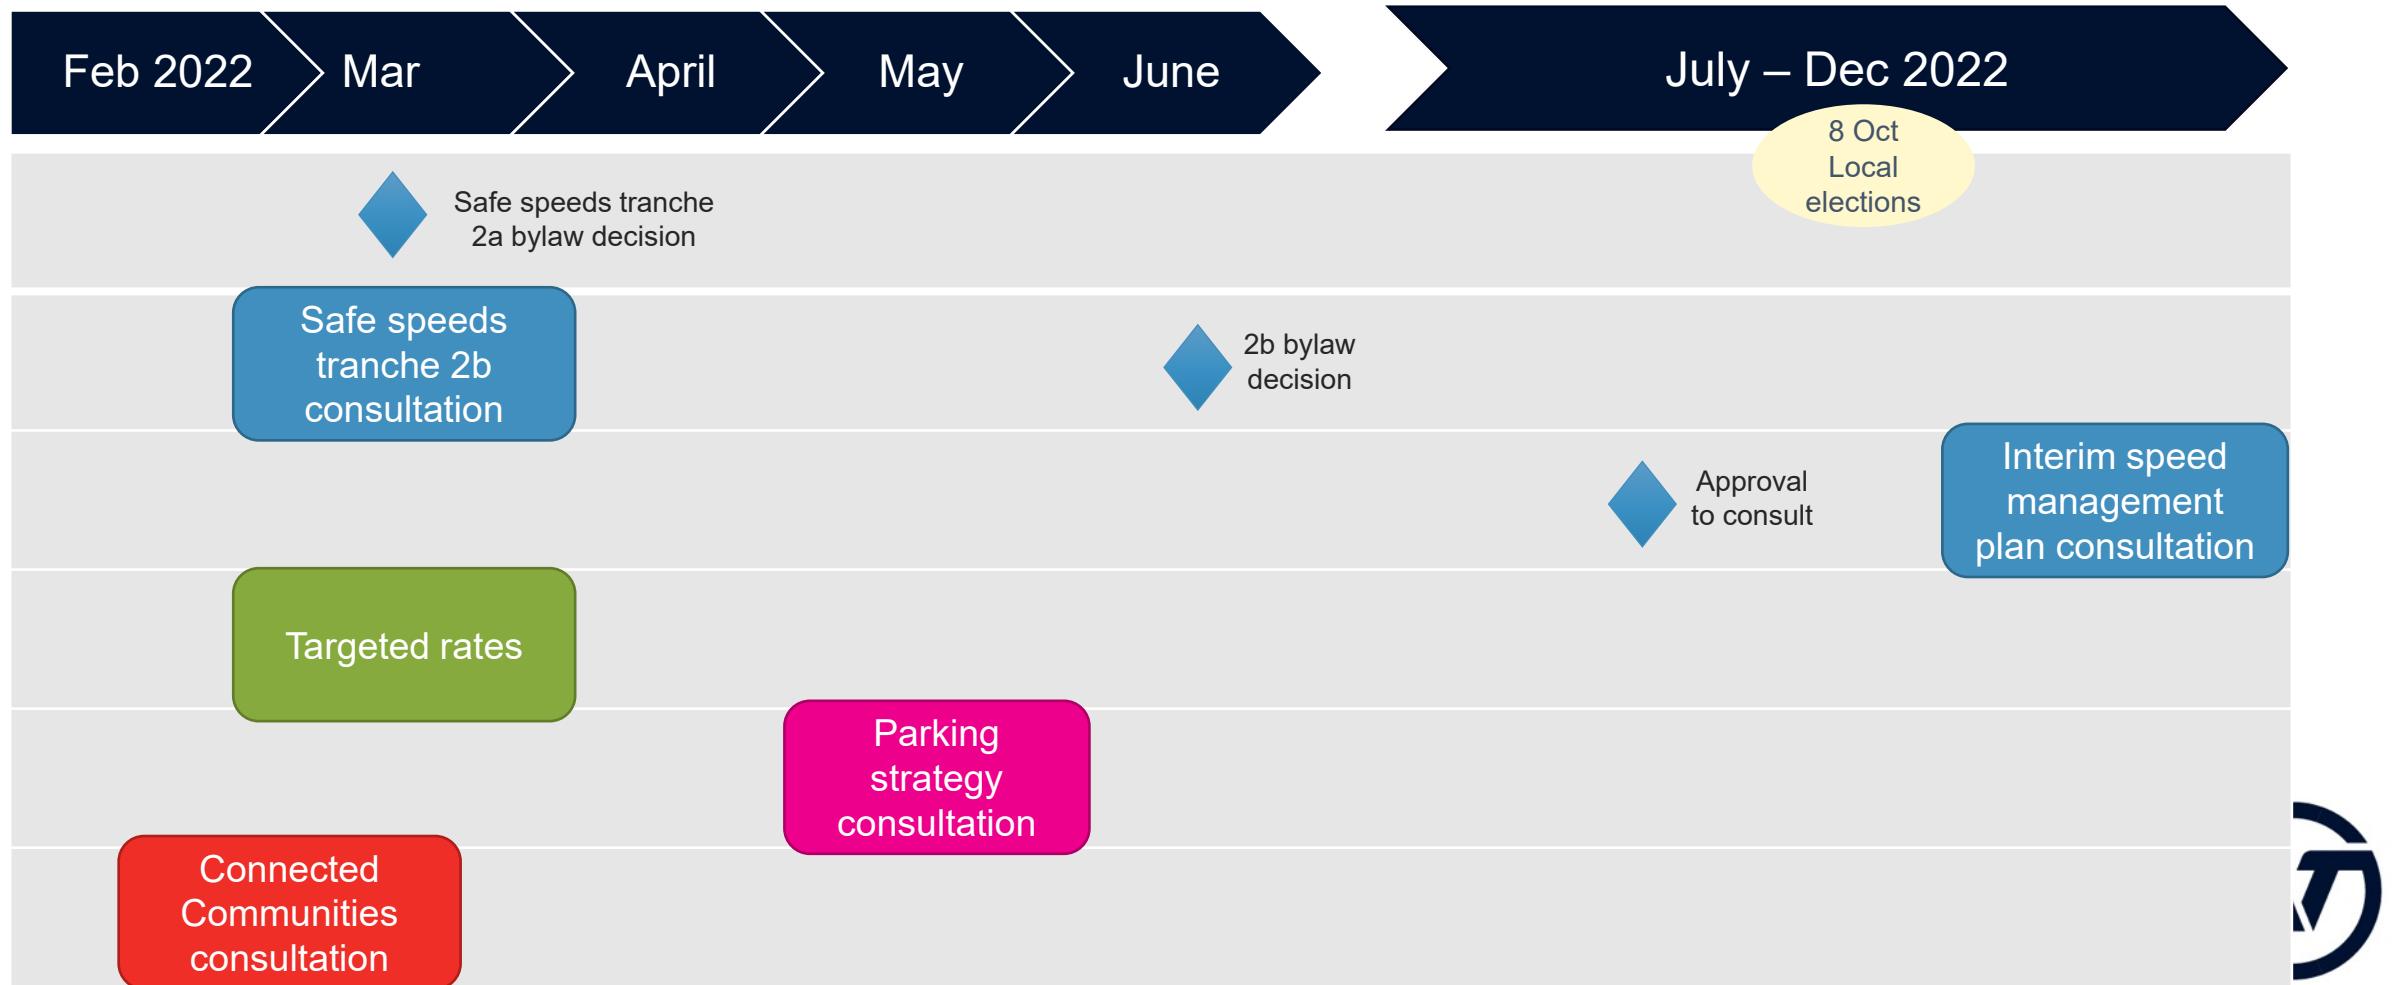 Feb 2022
Mar
April
May
June
July – Dec 2022
8 Oct
Local
elections
Safe speeds tranche
2a bylaw decision
Safe speeds
tranche 2b
consultation
2b bylaw
decision
Approval
to consult
Interim speed
management
plan consultation
Targeted rates
Parking
strategy
consultation
Connected
Communities
consultation